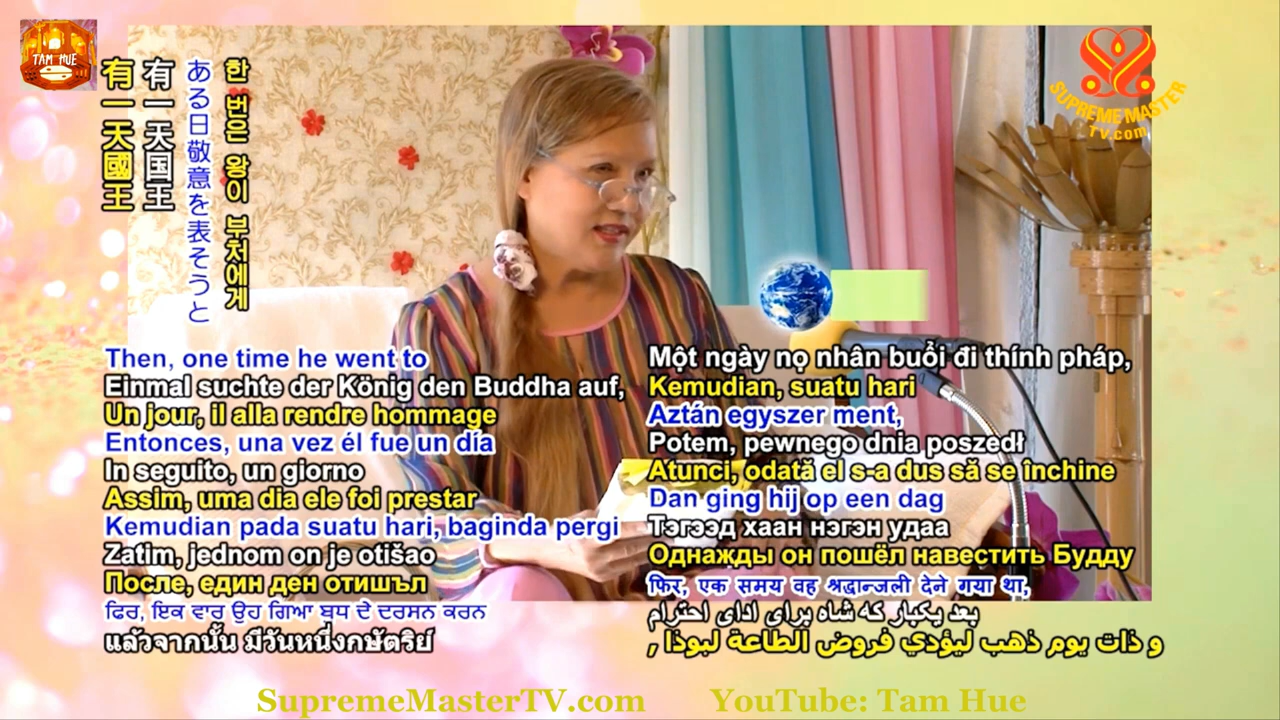 TAM HUE
SUPREME MASTER
TV.com
有一天國王
有一天国王
ある日敬意を表そうと
한 번은 왕이 부처에게
Then, one time he went to
Einmal suchte der König den Buddha auf,
Un jour, il alla rendre hommage
Entonces, una vez él fue un día
In seguito, un giorno
Assim, uma dia ele foi prestar
Kemudian pada suatu hari, baginda pergi
Zatim, jednom on je otišao
После, един ден отишъл
ਫਿਰ, ਇਕ ਵਾਰ ਉਹ ਗਿਆ ਬੁਧ ਦੇ ਦਰਸਨ ਕਰਨ
แล้วจากนั้น มีวันหนึ่งกษัตริย์
Một ngày nọ nhân buổi đi thính pháp,
Kemudian, suatu hari
Aztán egyszer ment,
Potem, pewnego dnia poszedł
Atunci, odată el s-a dus să se închine
Dan ging hij op een dag
Тэгээд хаан нэгэн удаа
Однажды он пошёл навестить Будду
फिर, एक समय वह श्रद्धान्जली देने गया था,
بعد یکبار که شاه برای ادای احترام
و ذات يوم ذهب ليؤدي فروض الطاعة لبوذا ,
SupremeMasterTV.com
YouTube: Tam Hue